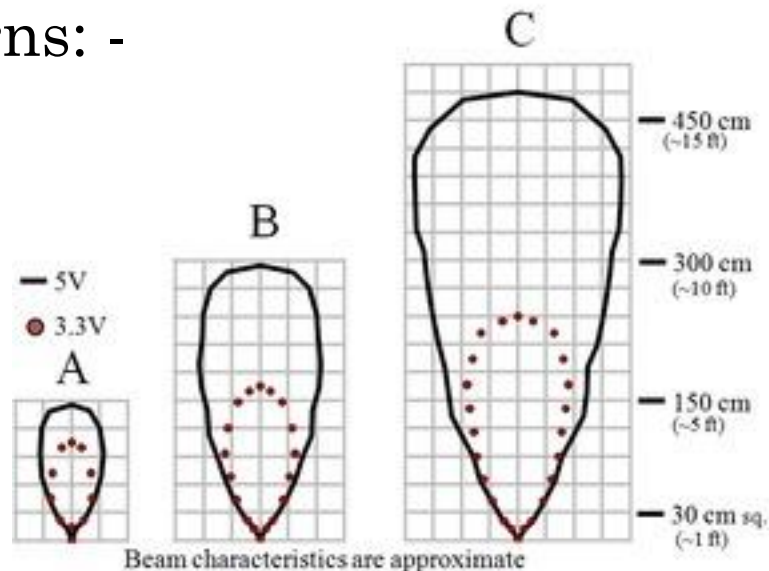 rns: -
C
450 cm
(~15 ft)
B
300 cm
(~10 ft)
5V
3.3V
A
150 cm
(~5 ft)
30 cm sq.
(~1 ft)
Beam characteristics are approximate